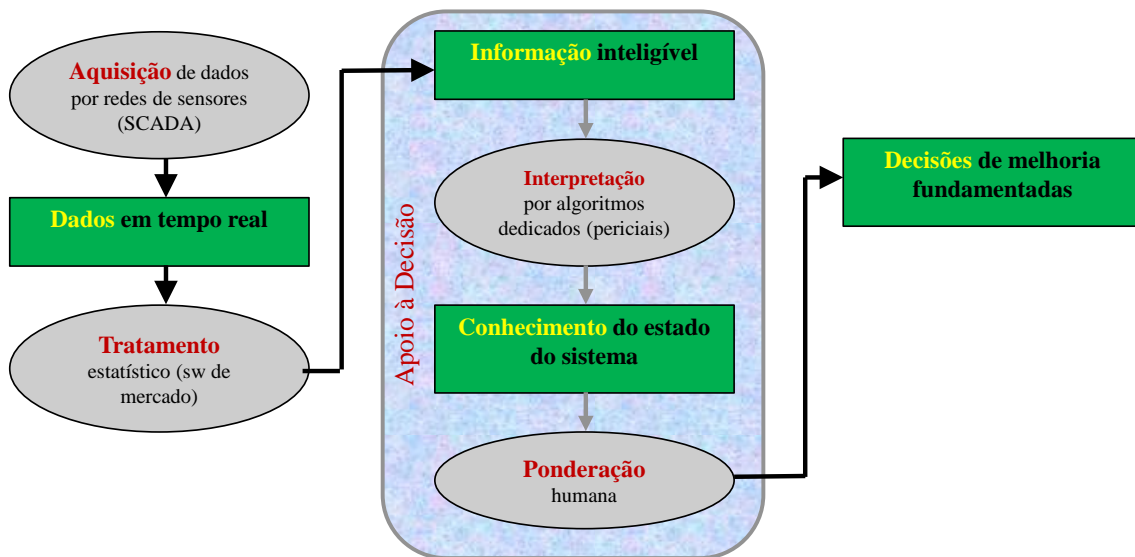 Aquisição de dados
por redes de sensores
(SCADA)
Dados em tempo real
Tratamento
estatístico (sw de
mercado)
Apoio à Decisão
Informação inteligível
Interpretação
por algoritmos
dedicados (periciais)
Conhecimento do estado
do sistema
Ponderação
humana
Decisões de melhoria
fundamentadas